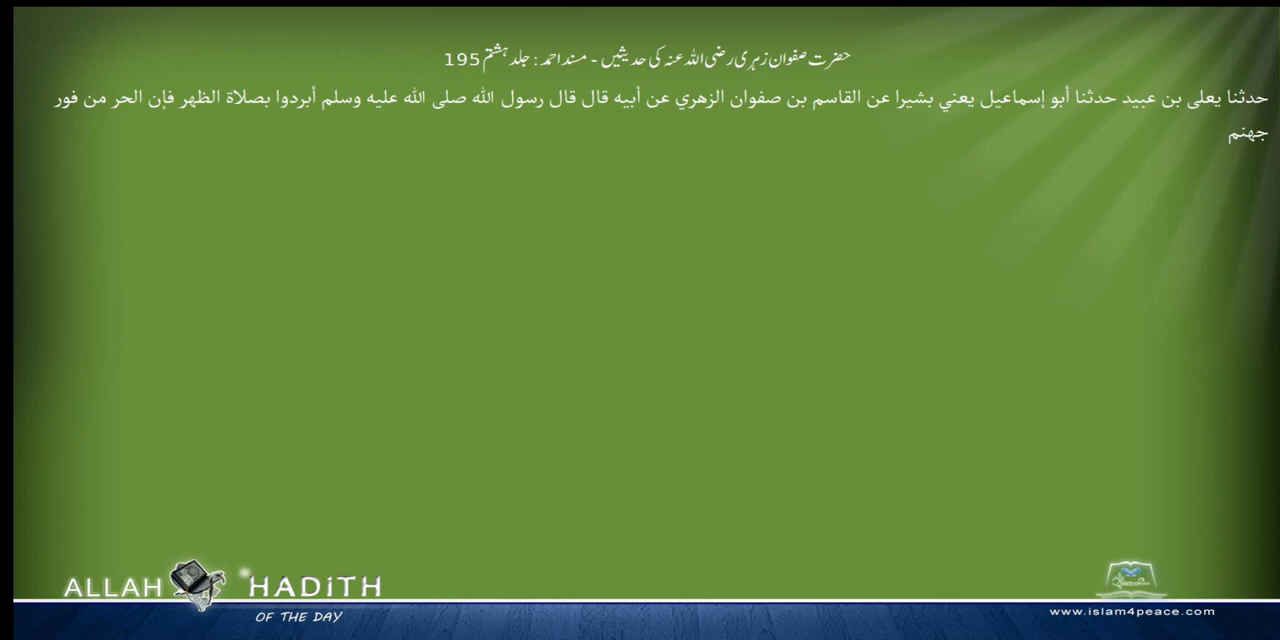 حضرت صفوان زہری رضی اللہ عنہ کی حدیثیں - مسند احمد : جلد ہشتم 195
حدثنا يعلى بن عبيد حدثنا أبو إسماعيل يعني بشيرا عن القاسم بن صفوان الزهري عن أبيه قال قال رسول الله صلى الله عليه وسلم أبردوا بصلاة الظهر فإن الحر من فور
جهنم
ALLAH HADITH
OF THE DAY
www.islam4peace.com